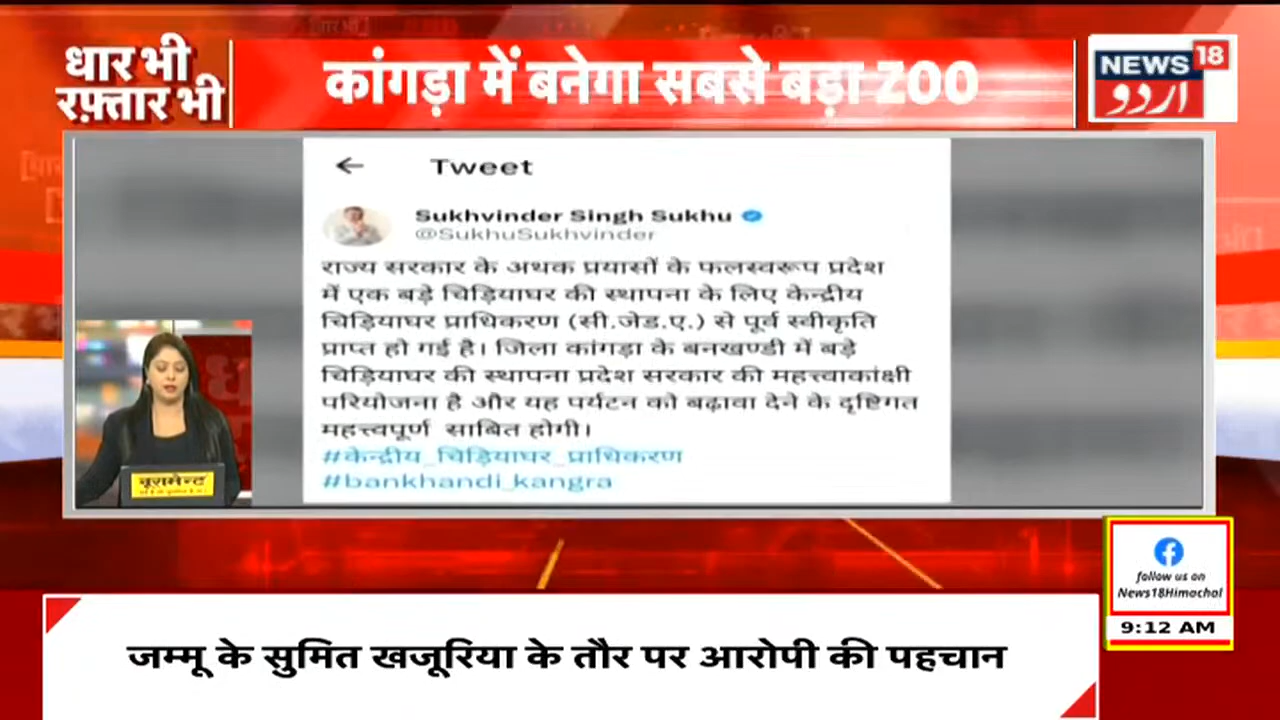 धार भी
रफ़्तार भी
कांगड़ा में बनेगा सबसे बड़ा ZOO
NEWS 18
اردو
Tweet
Sukhvinder Singh Sukhu
@SukhuSukhvinder
राज्य सरकार के अथक प्रयासों के फलस्वरूप प्रदेश
में एक बड़े चिड़ियाघर की स्थापना के लिए केन्द्रीय
चिड़ियाघर प्राधिकरण (सी.जेड.ए.) से पूर्व स्वीकृति
प्राप्त हो गई है। जिला कांगड़ा के बनखण्डी में बड़े
चिड़ियाघर की स्थापना प्रदेश सरकार की महत्त्वाकांक्षी
परियोजना है और यह पर्यटन को बढ़ावा देने के दृष्टिगत
महत्त्वपूर्ण साबित होगी।
#केन्द्रीय_चिड़ियाघर_प्राधिकरण
#bankhandi_kangra
follow us on
News18Himachal
9:12 AM
जम्मू के सुमित खजूरिया के तौर पर आरोपी की पहचान